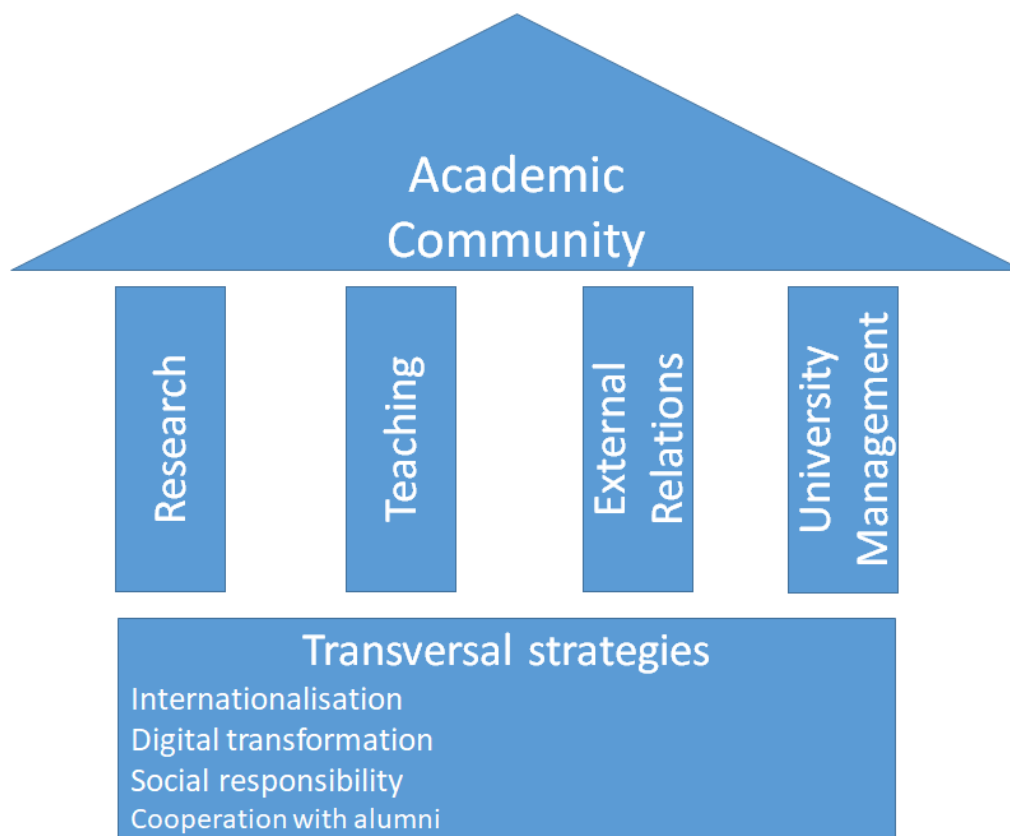 Academic
Community
Research
Teaching
External
Relations
University
Management
Transversal strategies
Internationalisation
Digital transformation
Social responsibility
Cooperation with alumni